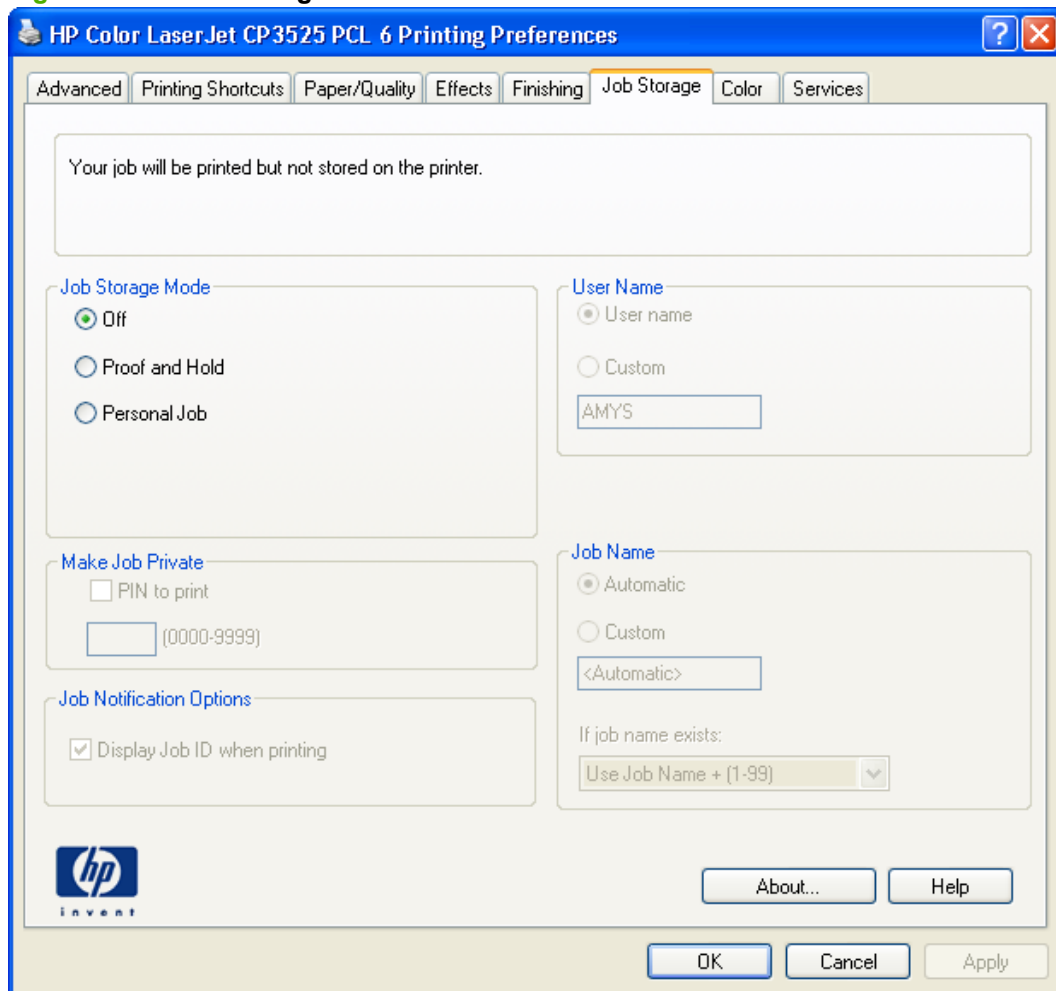 HP Color LaserJet CP3525 PCL 6 Printing Preferences
Advanced
Printing Shortcuts
Paper/Quality
Effects
Finishing
Job Storage
Color
Services
Your job will be printed but not stored on the printer.
Job Storage Mode
Off
Proof and Hold
Personal Job
User Name
User name
Custom
AMYS
Make Job Private
PIN to print
(0000-9999)
Job Notification Options
Display Job ID when printing
Job Name
Automatic
Custom
<Automatic>
If job name exists:
Use Job Name + (1-99)
hp
invent
About...
Help
OK
Cancel
Apply